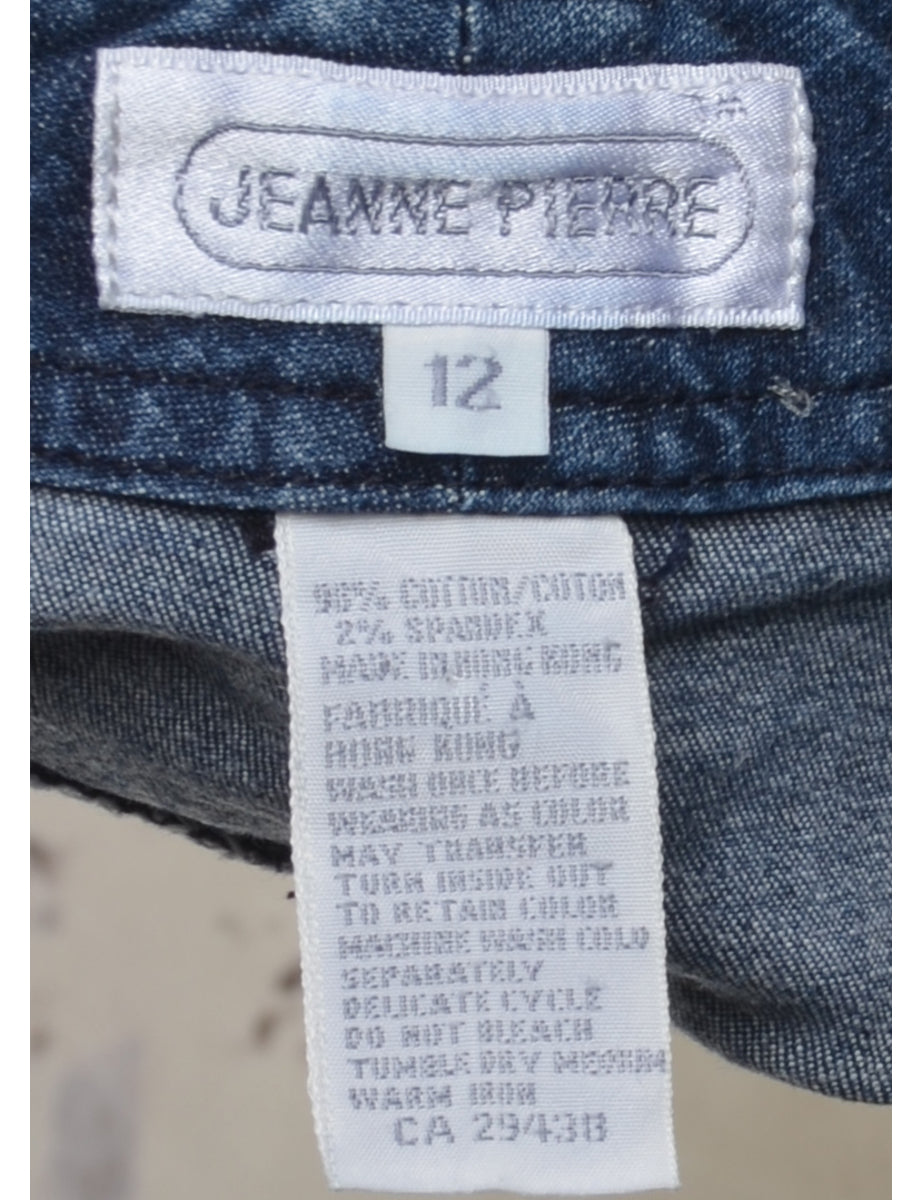 JEANNE PIERRE
12
98% COTTON/COTON
2% SPANDEX
MADE IN HONG KONG
FABRIQUÉ À
HONG KONG
WASH ONCE BEFORE
WEARING AS COLOR
MAY TRANSFER
TURN INSIDE OUT
TO RETAIN COLOR
MACHINE WASH COLD
SEPARATELY
DELICATE CYCLE
DO NOT BLEACH
TUMBLE DRY MEDIUM
WARM IRON
CA 29438